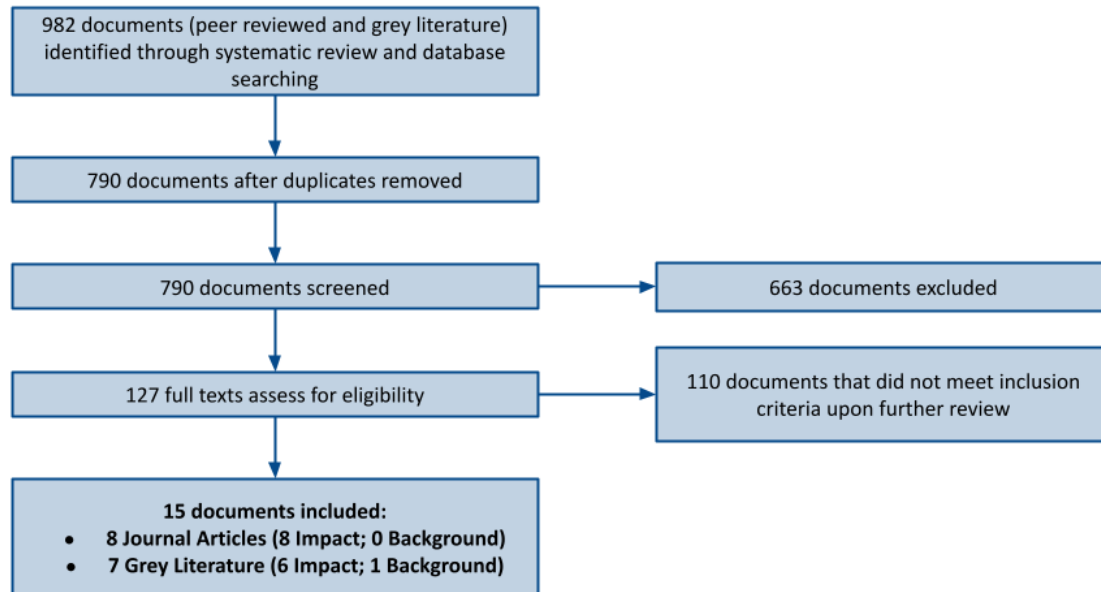 982 documents (peer reviewed and grey literature)
identified through systematic review and database
searching
790 documents after duplicates removed
790 documents screened
663 documents excluded
127 full texts assess for eligibility
110 documents that did not meet inclusion
criteria upon further review
15 documents included:
● 8 Journal Articles (8 Impact; 0 Background)
● 7 Grey Literature (6 Impact; 1 Background)